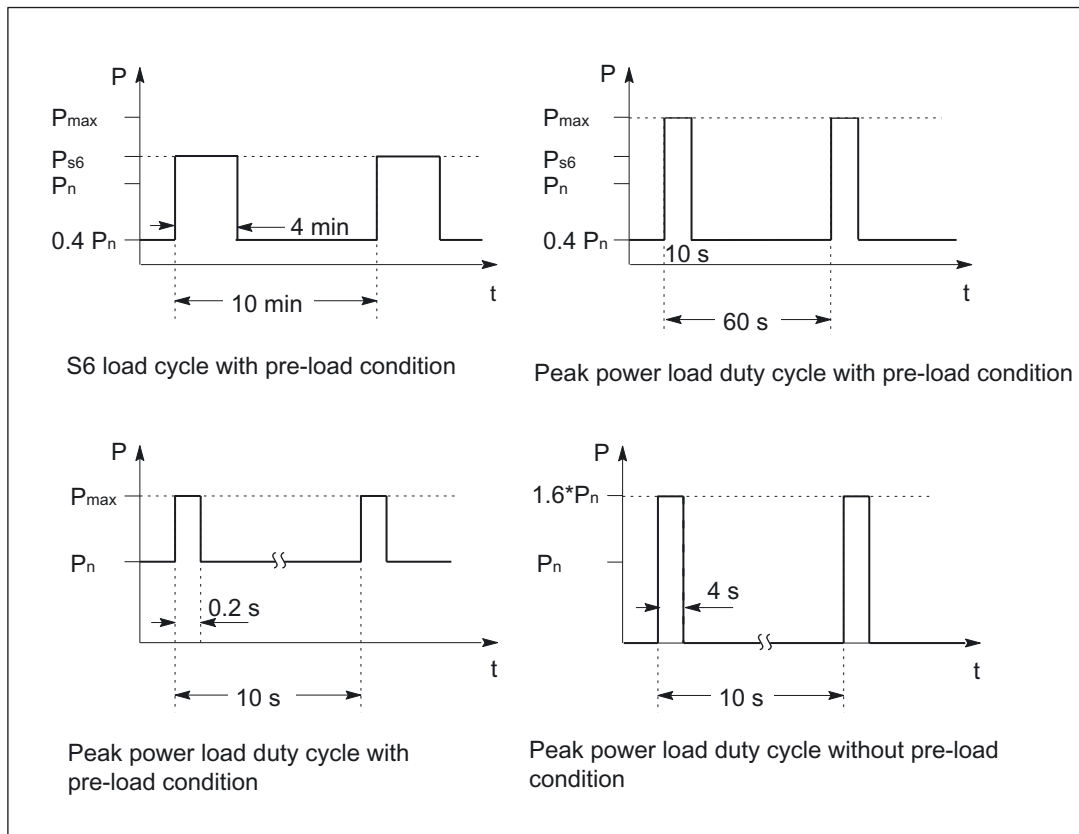 P
Pmax
Ps6
Pn
0.4 Pn
4 min
10 min
t
S6 load cycle with pre-load condition
P
Pmax
Ps6
Pn
0.4 Pn
10 s
60 s
t
Peak power load duty cycle with pre-load condition
P
Pmax
Pn
0.2 s
10 s
t
Peak power load duty cycle with
pre-load condition
P
1.6*Pn
Pn
4 s
10 s
t
Peak power load duty cycle without pre-load
condition